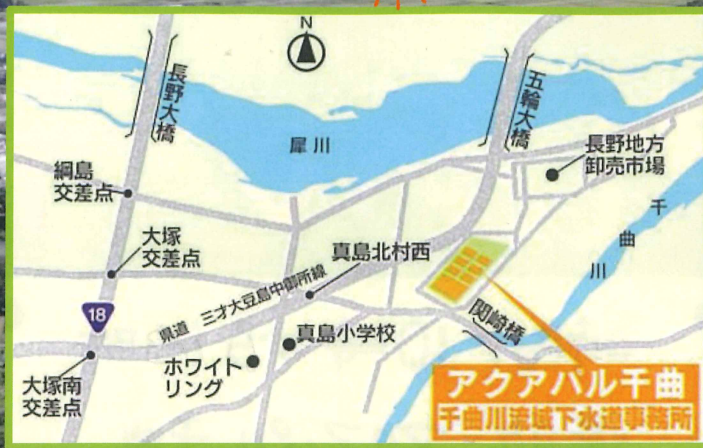 N
長野大橋
五輪大橋
犀川
長野地方
卸売市場
綱島
交差点
千曲川
大塚
交差点
真島北村西
18
県道 三才大豆島中御所線
関崎橋
真島小学校
ホワイト
リング
大塚南
交差点
アクアパル千曲
千曲川流域下水道事務所